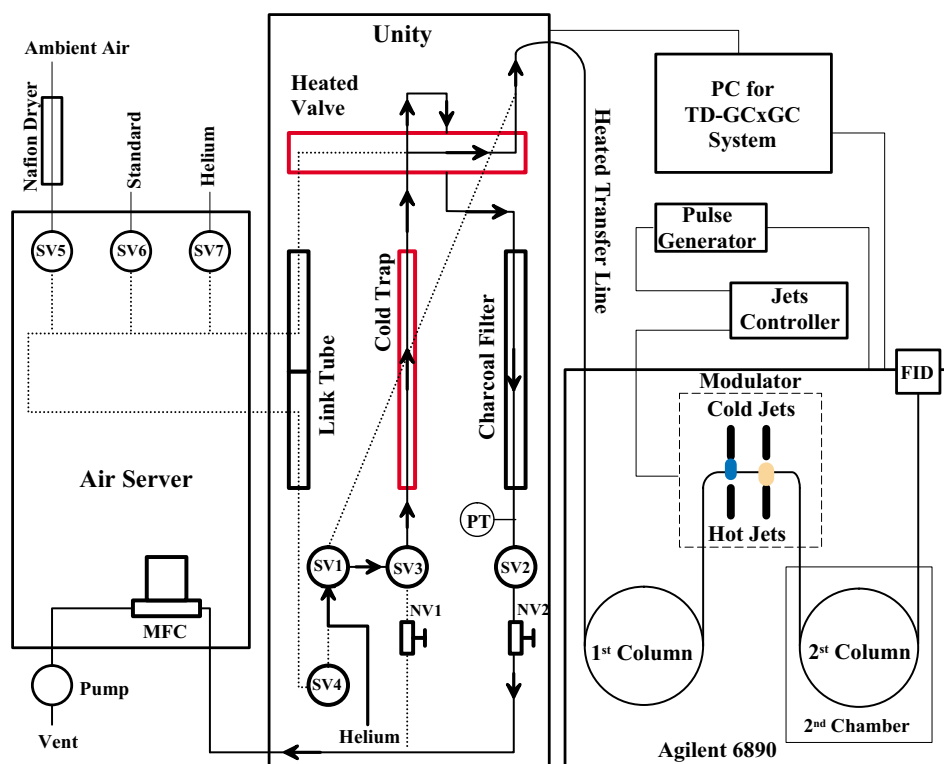 Ambient Air
Nafion Dryer
Standard
Helium
SV5
SV6
SV7
Air Server
MFC
Pump
Vent
Unity
Heated
Valve
Link Tube
Cold Trap
Charcoal Filter
PT
SV1
SV3
SV2
NV1
NV2
SV4
Helium
Heated Transfer Line
PC for
TD-GCxGC
System
Pulse
Generator
Jets
Controller
FID
Modulator
Cold Jets
Hot Jets
1st Column
2st Column
2nd Chamber
Agilent 6890